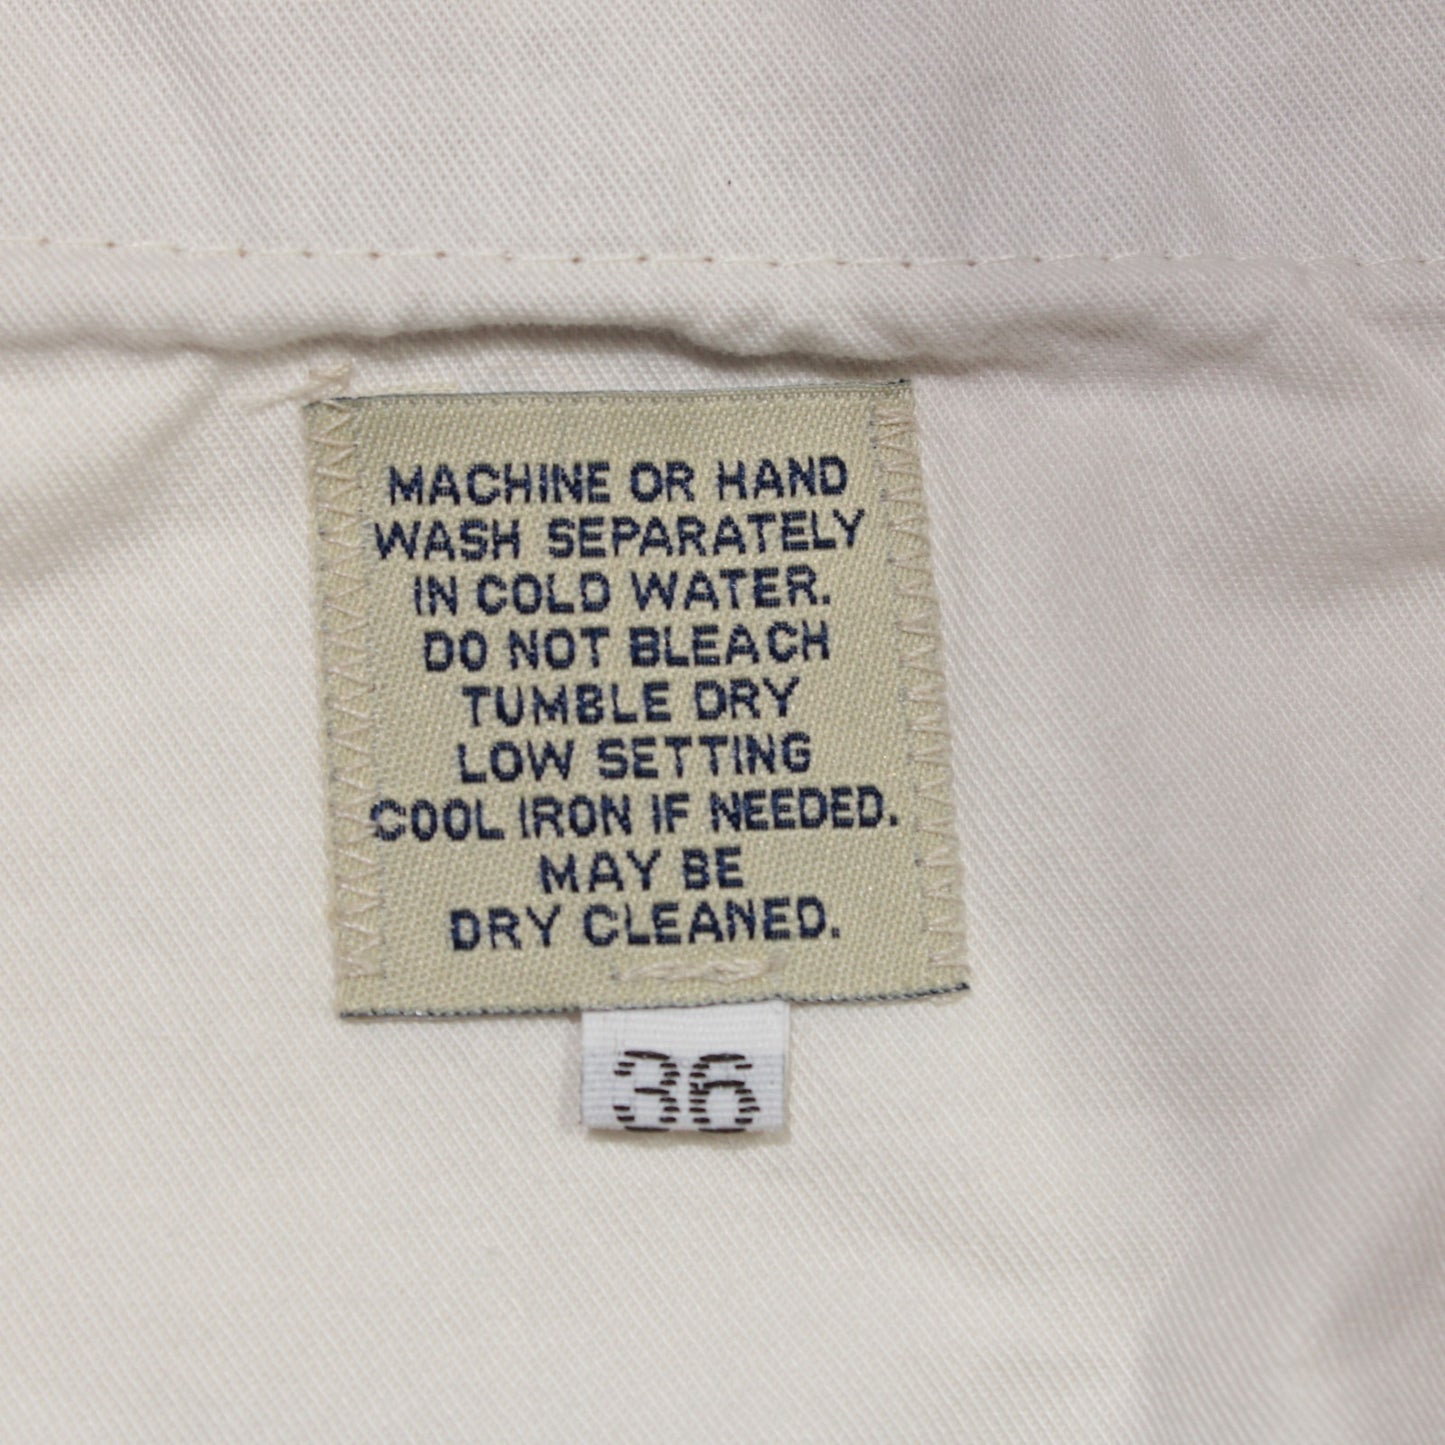 MACHINE OR HAND
WASH SEPARATELY
IN COLD WATER.
DO NOT BLEACH
TUMBLE DRY
LOW SETTING
COOL IRON IF NEEDED.
MAY BE
DRY CLEANED.
36